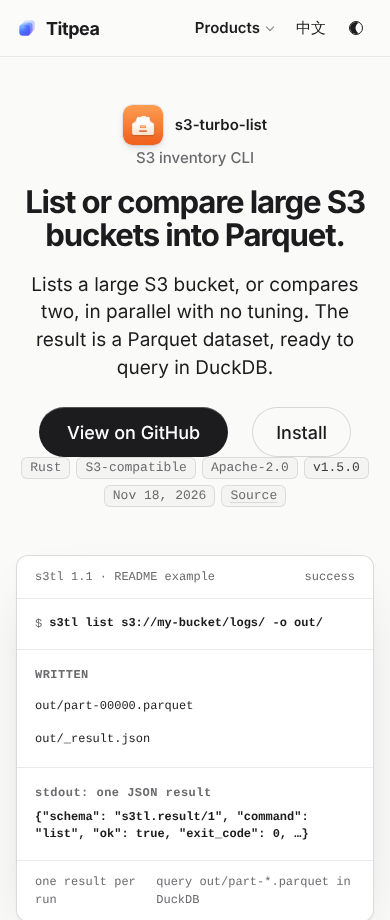 Titpea
Products 中文
s3-turbo-list
S3 inventory CLI
List or compare large S3
buckets into Parquet.
Lists a large S3 bucket, or compares
two, in parallel with no tuning. The
result is a Parquet dataset, ready to
query in DuckDB.
View on GitHub Install
Rust S3-compatible Apache-2.0 v1.5.0
Nov 18, 2026 Source
s3tl 1.1 · README example success
$ s3tl list s3://my-bucket/logs/ -o out/
WRITTEN
out/part-00000.parquet
out/_result.json
stdout: one JSON result
{"schema": "s3tl.result/1", "command":
"list", "ok": true, "exit_code": 0, …}
one result per query out/part-*.parquet in
run DuckDB